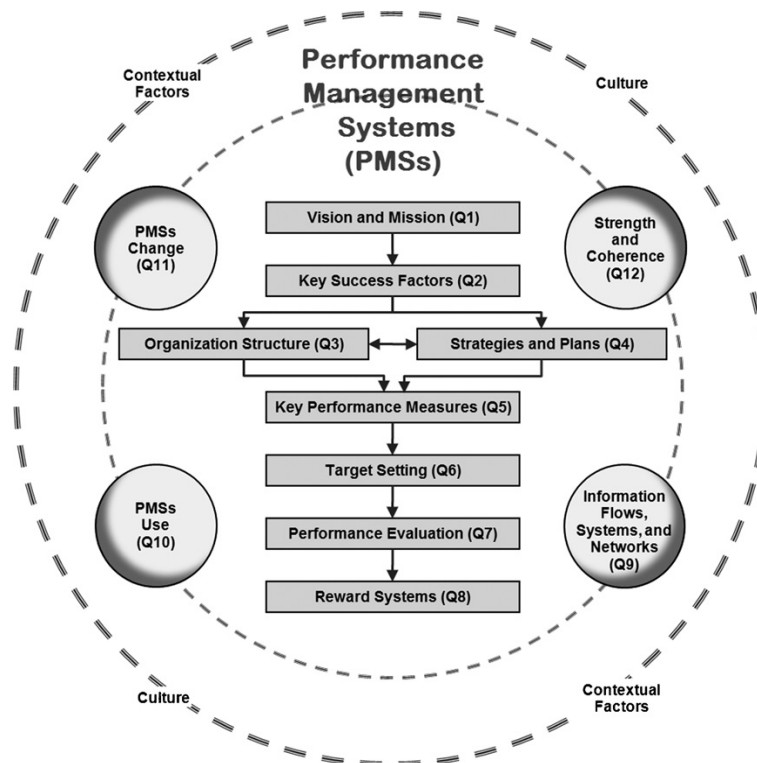 Performance
Management
Systems
(PMSs)
Contextual
Factors
Culture
PMSs
Change
(Q11)
Strength
and
Coherence
(Q12)
Vision and Mission (Q1)
Key Success Factors (Q2)
Organization Structure (Q3)
Strategies and Plans (Q4)
Key Performance Measures (Q5)
Target Setting (Q6)
Performance Evaluation (Q7)
Reward Systems (Q8)
PMSs
Use
(Q10)
Information
Flows,
Systems, and
Networks
(Q9)
Culture
Contextual
Factors